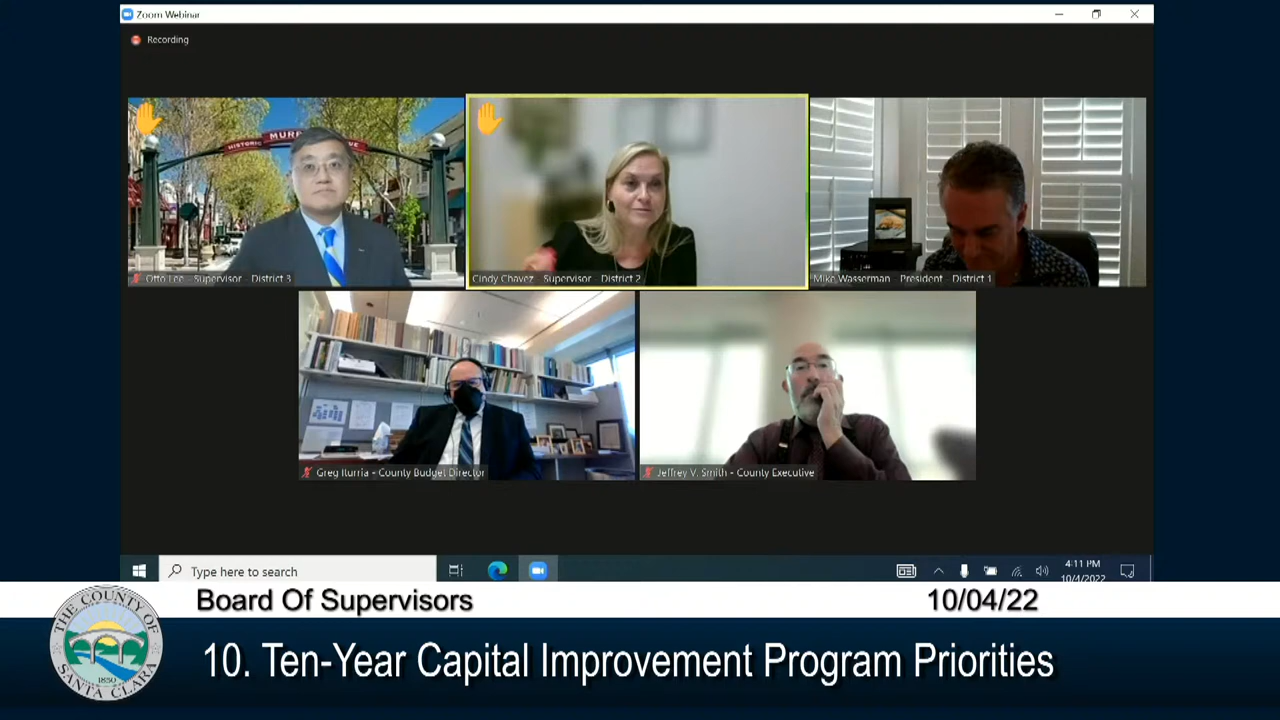 Zoom Webinar
Recording
MURP
HISTORIC
Otto Lee - Supervisor - District 3
Cindy Chavez - Supervisor - District 2
Mike Wasserman - President - District 1
Greg Iturria - County Budget Director
Jeffrey V. Smith - County Executive
Type here to search
4:11 PM
10/4/2022
Board Of Supervisors
10/04/22
THE COUNTY OF
SANTA CLARA
1850
10. Ten-Year Capital Improvement Program Priorities